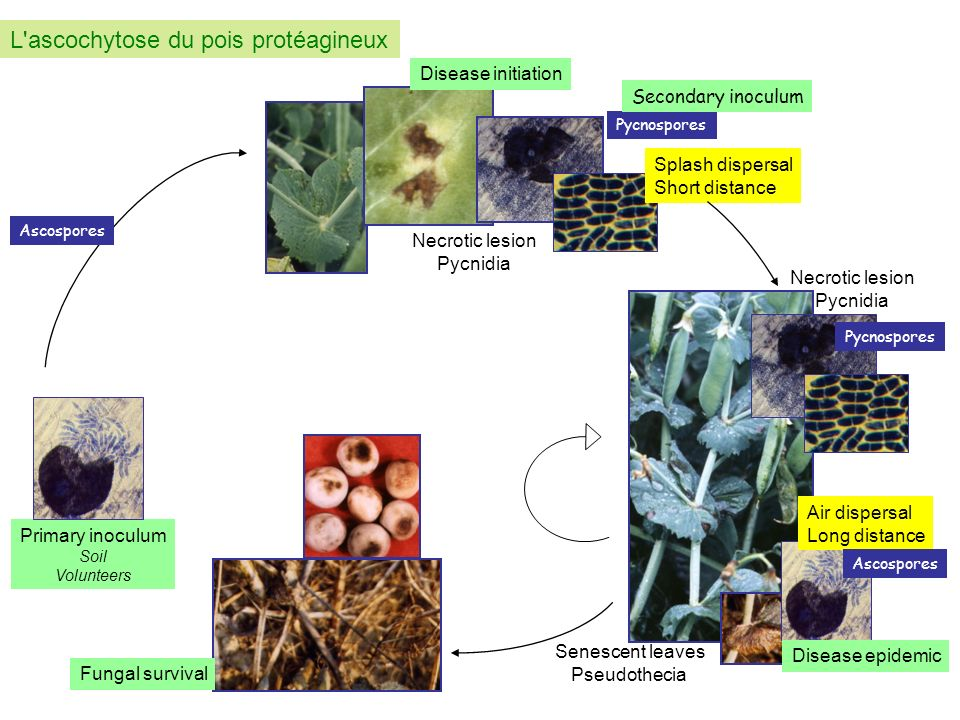 L'ascochytose du pois protéagineux
Disease initiation
Secondary inoculum
Pycnospores
Splash dispersal
Short distance
Ascospores
Necrotic lesion
Pycnidia
Necrotic lesion
Pycnidia
Pycnospores
Primary inoculum
Soil
Volunteers
Air dispersal
Long distance
Ascospores
Senescent leaves
Pseudothecia
Disease epidemic
Fungal survival